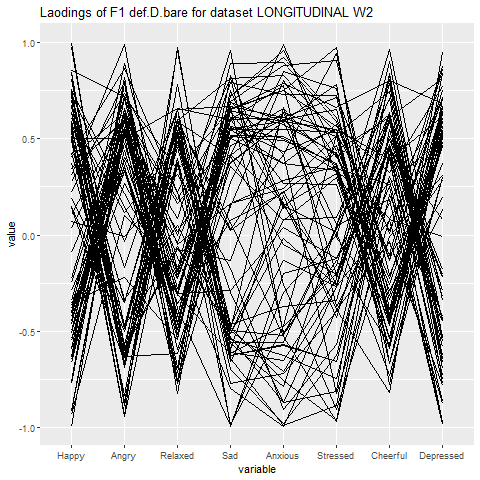 Laodings of F1 def.D.bare for dataset LONGITUDINAL W2
1.0
0.5
0.0
-0.5
-1.0
value
Happy Angry Relaxed Sad Anxious Stressed Cheerful Depressed
variable